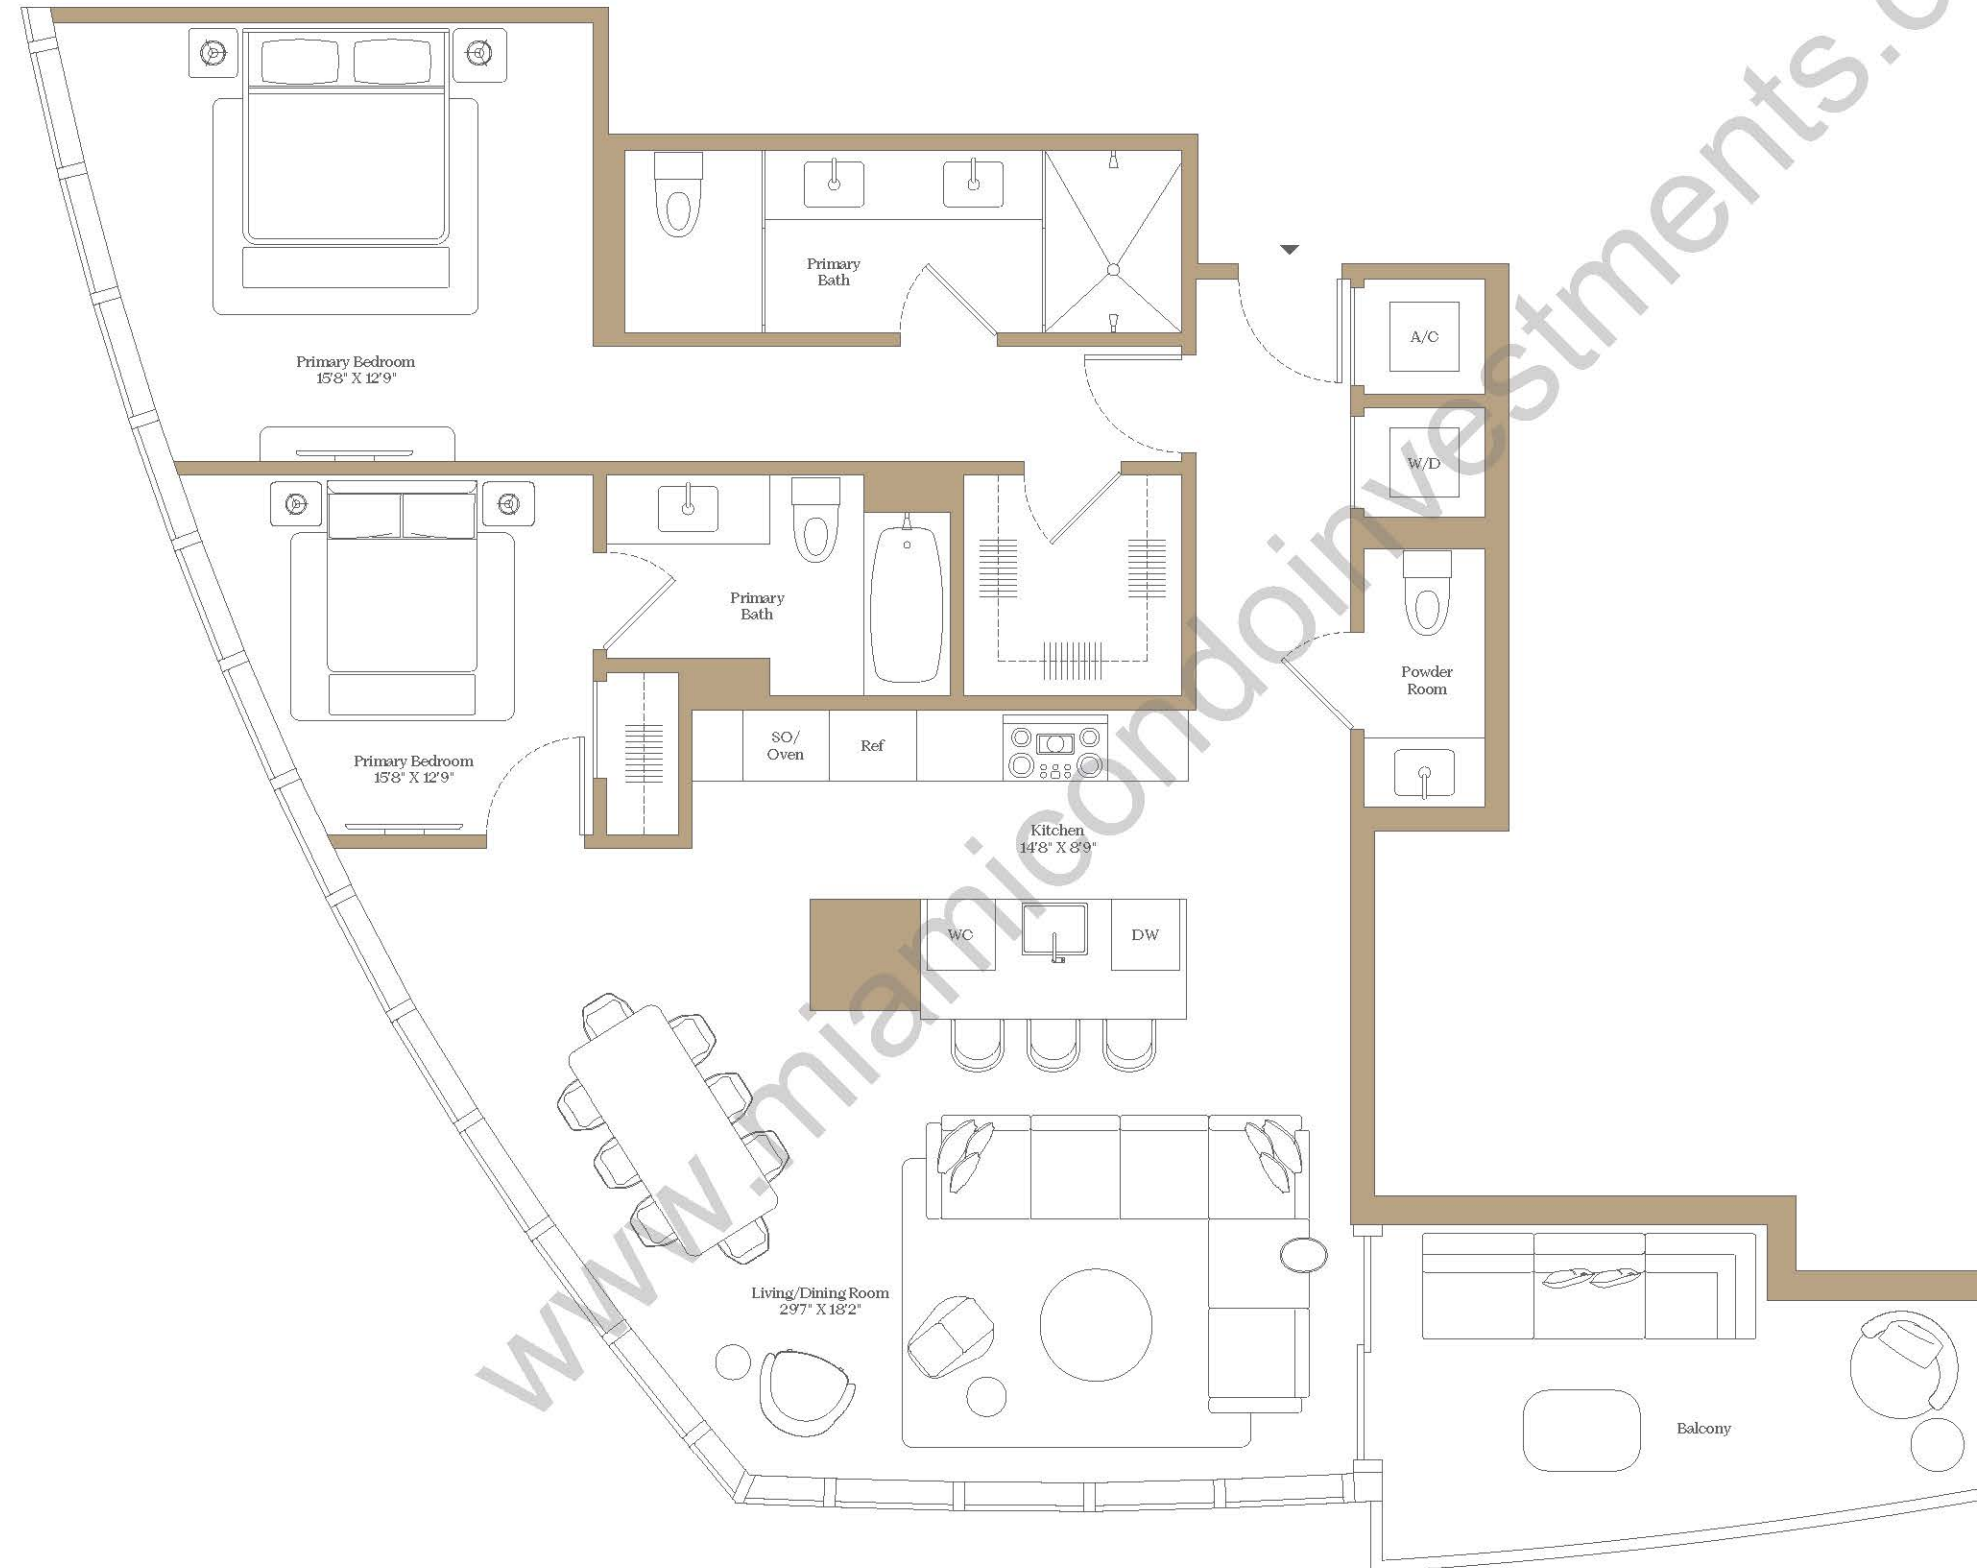 Primary
Bath
A/C
Primary Bedroom
15'8" X 12'9"
W/D
Primary
Bath
Powder
Room
SO/
Oven
Ref
Primary Bedroom
15'8" X 12'9"
Kitchen
14'8" X 8'9"
WC
DW
Living/Dining Room
29'7" X 18'2"
Balcony
www.miamicondoinvestments.c